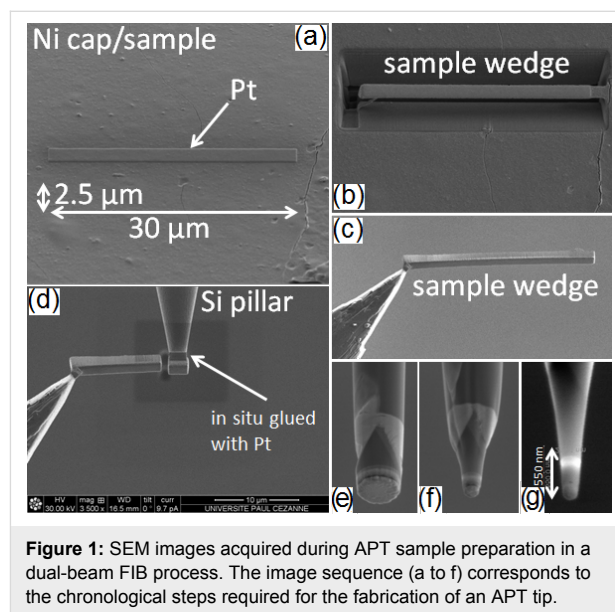 Ni cap/sample
(a)
Pt
2.5 µm
30 µm
sample wedge
(b)
(c)
sample wedge
(d)
Si pillar
in situ glued
with Pt
HV mag WD tilt curr
30.00 kV 3 500 x 16.5 mm 0 ° 9.7 pA
10 µm
UNIVERSITE PAUL CEZANNE
(e)
(f)
550 nm
(g)
Figure 1: SEM images acquired during APT sample preparation in a
dual-beam FIB process. The image sequence (a to f) corresponds to
the chronological steps required for the fabrication of an APT tip.